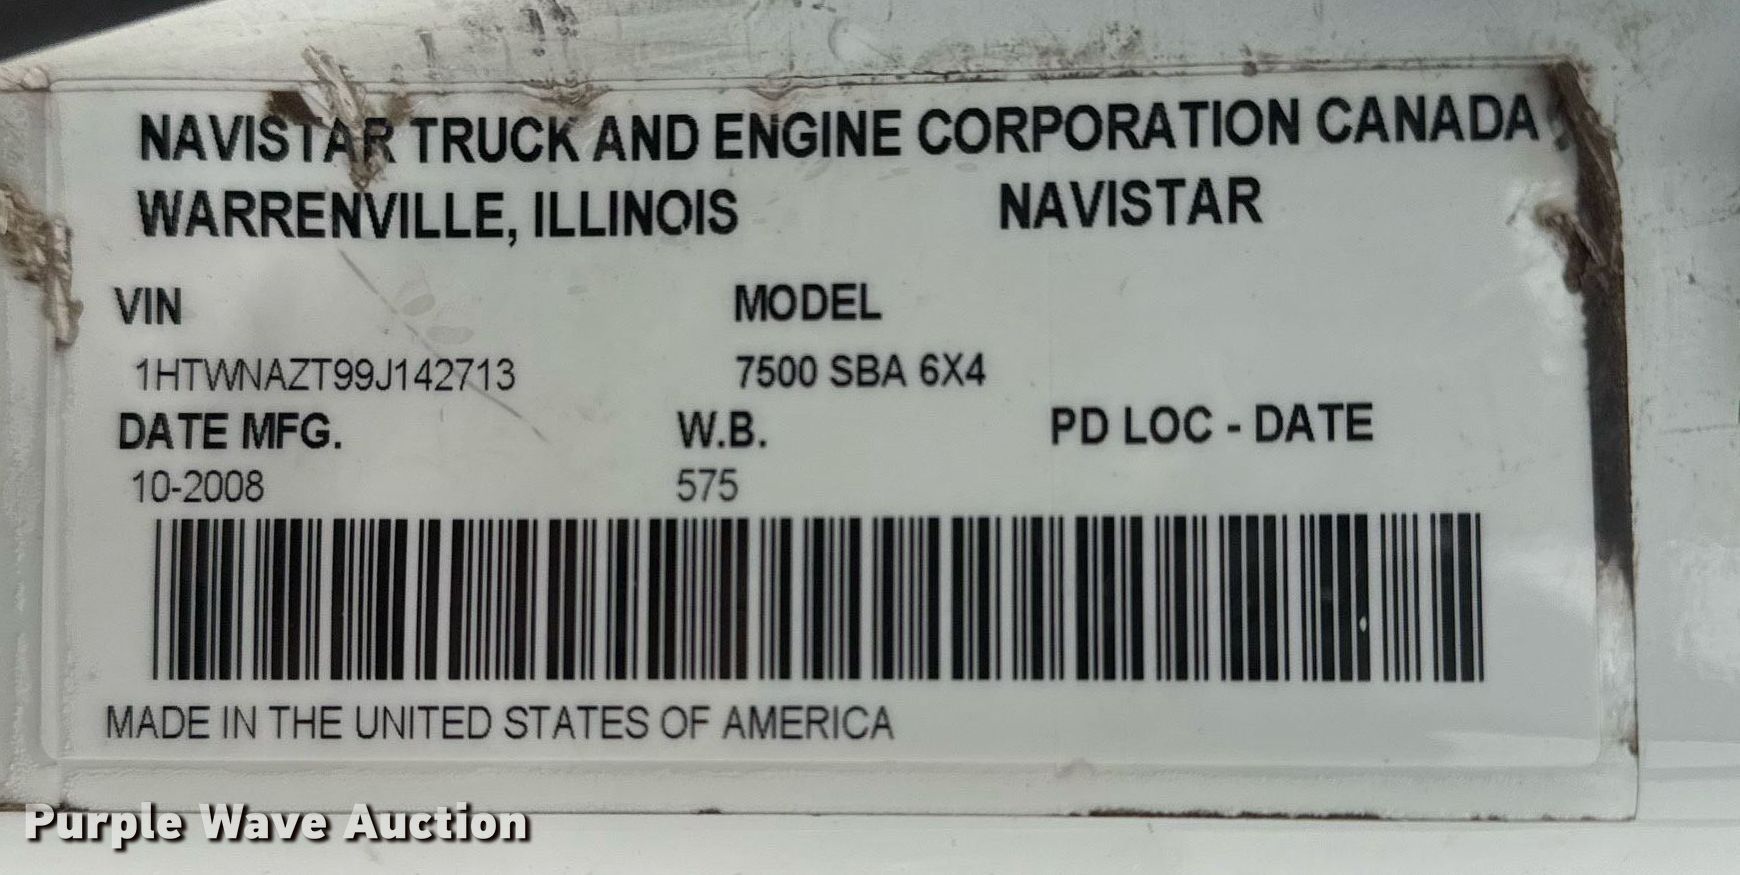 NAVISTAR TRUCK AND ENGINE CORPORATION CANADA
WARRENVILLE, ILLINOIS NAVISTAR
VIN MODEL
1HTWNAZT99J142713 7500 SBA 6X4
DATE MFG. W.B. PD LOC - DATE
10-2008 575
MADE IN THE UNITED STATES OF AMERICA
Purple Wave Auction